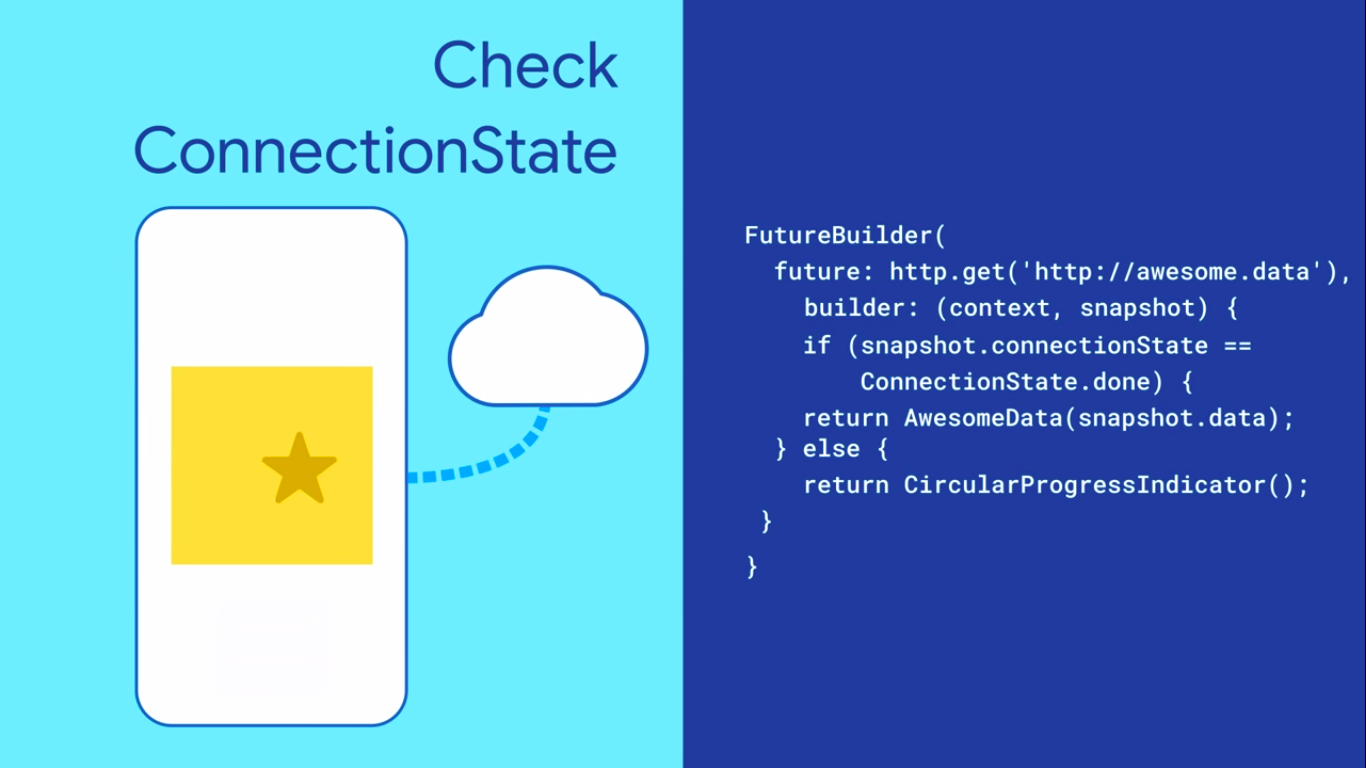 Check
ConnectionState
FutureBuilder(
future: http.get('http://awesome.data'),
builder: (context, snapshot) {
if (snapshot.connectionState ==
ConnectionState.done) {
return AwesomeData(snapshot.data);
} else {
return CircularProgressIndicator();
}
}